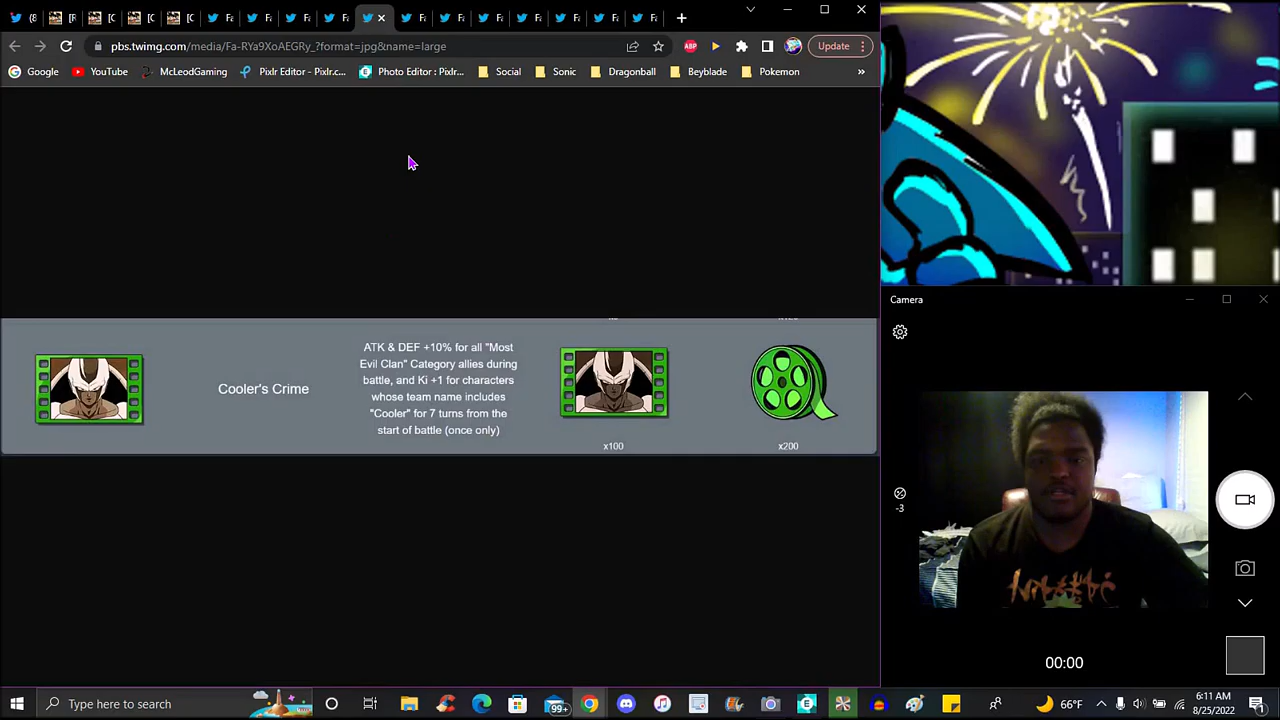 pbs.twimg.com/media/Fa-RYa9XoAEGRy_?format=jpg&name=large
ABP
Update
Google
YouTube
McLeodGaming
Pixlr Editor - Pixlr.c...
Photo Editor : Pixlr...
Social
Sonic
Dragonball
Beyblade
Pokemon
»
Camera
Cooler's Crime
ATK & DEF +10% for all "Most
Evil Clan" Category allies during
battle, and Ki +1 for characters
whose team name includes
"Cooler" for 7 turns from the
start of battle (once only)
x100
x200
-3
00:00
Type here to search
99+
66°F
6:11 AM
8/25/2022